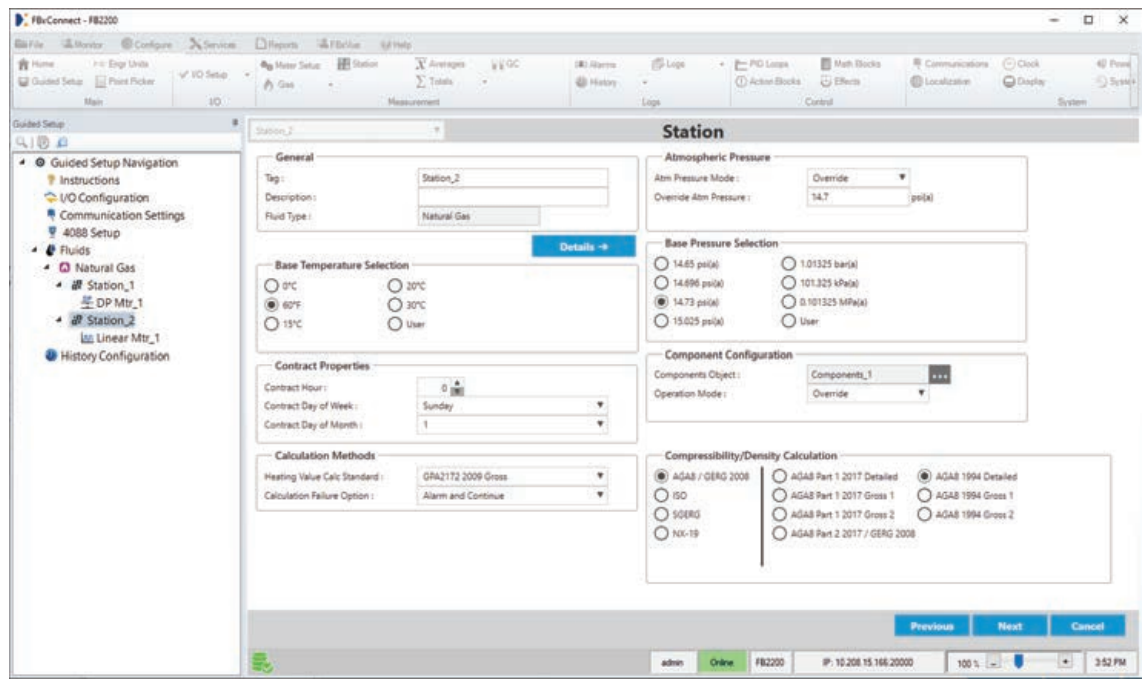 FBxConnect - FB2200
File Monitor Configure Services Reports FBxVue Help
Home Engr Units I/O Setup Meter Setup Station Averages QC Alarms Logs PID Loops Math Blocks Communications Clock Powe
Guided Setup Point Picker Gas Totals History Action Blocks Effects Localization Display Syste
Main I/O Measurement Logs Control System
Guided Setup
Guided Setup Navigation
Instructions
I/O Configuration
Communication Settings
4088 Setup
Fluids
Natural Gas
Station_1
DP Mtr_1
Station_2
Linear Mtr_1
History Configuration
Station_2
Station
General
Tag : Station_2
Description :
Fluid Type : Natural Gas
Details →
Atmospheric Pressure
Atm Pressure Mode : Override
Override Atm Pressure : 14.7 psi(a)
Base Temperature Selection
0°C 20°C
60°F 30°C
15°C User
Base Pressure Selection
14.65 psi(a) 1.01325 bar(a)
14.696 psi(a) 101.325 kPa(a)
14.73 psi(a) 0.101325 MPa(a)
15.025 psi(a) User
Contract Properties
Contract Hour : 0
Contract Day of Week : Sunday
Contract Day of Month : 1
Component Configuration
Components Object : Components_1 ...
Operation Mode : Override
Calculation Methods
Heating Value Calc Standard : GPA2172 2009 Gross
Calculation Failure Option : Alarm and Continue
Compressibility/Density Calculation
AGA8 / GERG 2008 AGA8 Part 1 2017 Detailed AGA8 1994 Detailed
ISO AGA8 Part 1 2017 Gross 1 AGA8 1994 Gross 1
SGERG AGA8 Part 1 2017 Gross 2 AGA8 1994 Gross 2
NX-19 AGA8 Part 2 2017 / GERG 2008
Previous Next Cancel
admin Online FB2200 IP: 10.208.15.166.20000 100 % - + 3:52 PM